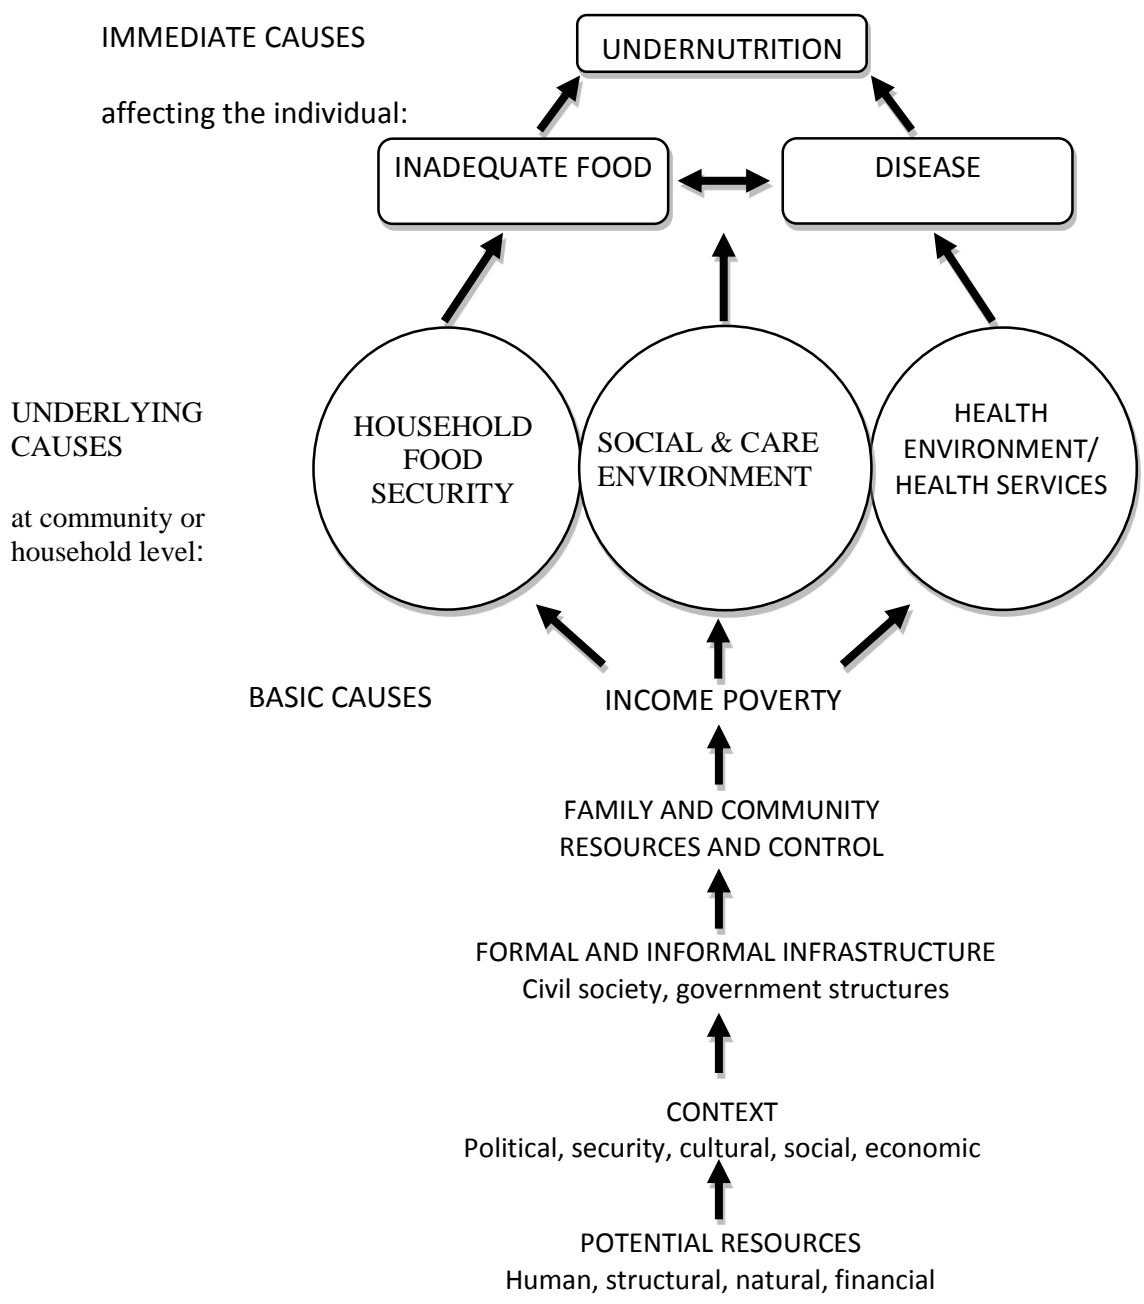 IMMEDIATE CAUSES
UNDERNUTRITION
affecting the individual:
INADEQUATE FOOD
DISEASE
UNDERLYING
CAUSES
at community or
household level:
HOUSEHOLD
FOOD
SECURITY
SOCIAL & CARE
ENVIRONMENT
HEALTH
ENVIRONMENT/
HEALTH SERVICES
BASIC CAUSES
INCOME POVERTY
FAMILY AND COMMUNITY
RESOURCES AND CONTROL
FORMAL AND INFORMAL INFRASTRUCTURE
Civil society, government structures
CONTEXT
Political, security, cultural, social, economic
POTENTIAL RESOURCES
Human, structural, natural, financial